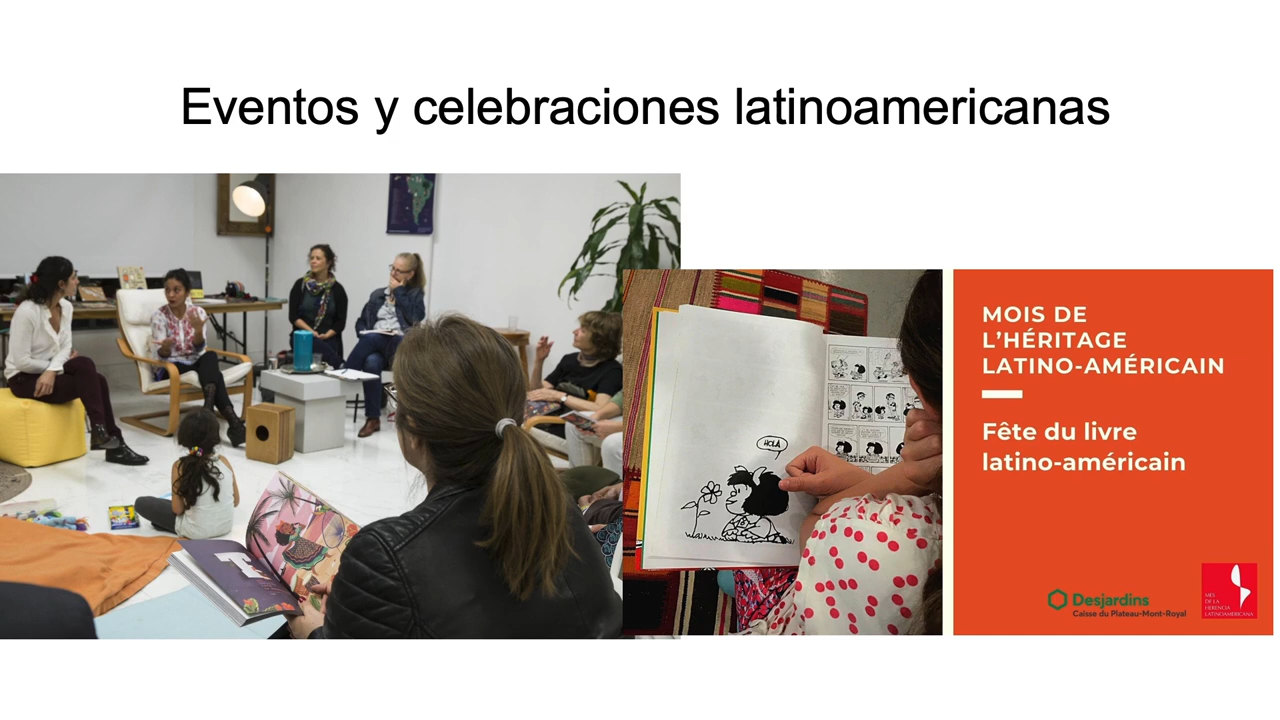 Eventos y celebraciones latinoamericanas
HOLA
MOIS DE
L'HÉRITAGE
LATINO-AMÉRICAIN
Fête du livre
latino-américain
Desjardins
Caisse du Plateau-Mont-Royal
MES
DE LA
HERENCIA
LATINOAMERICANA